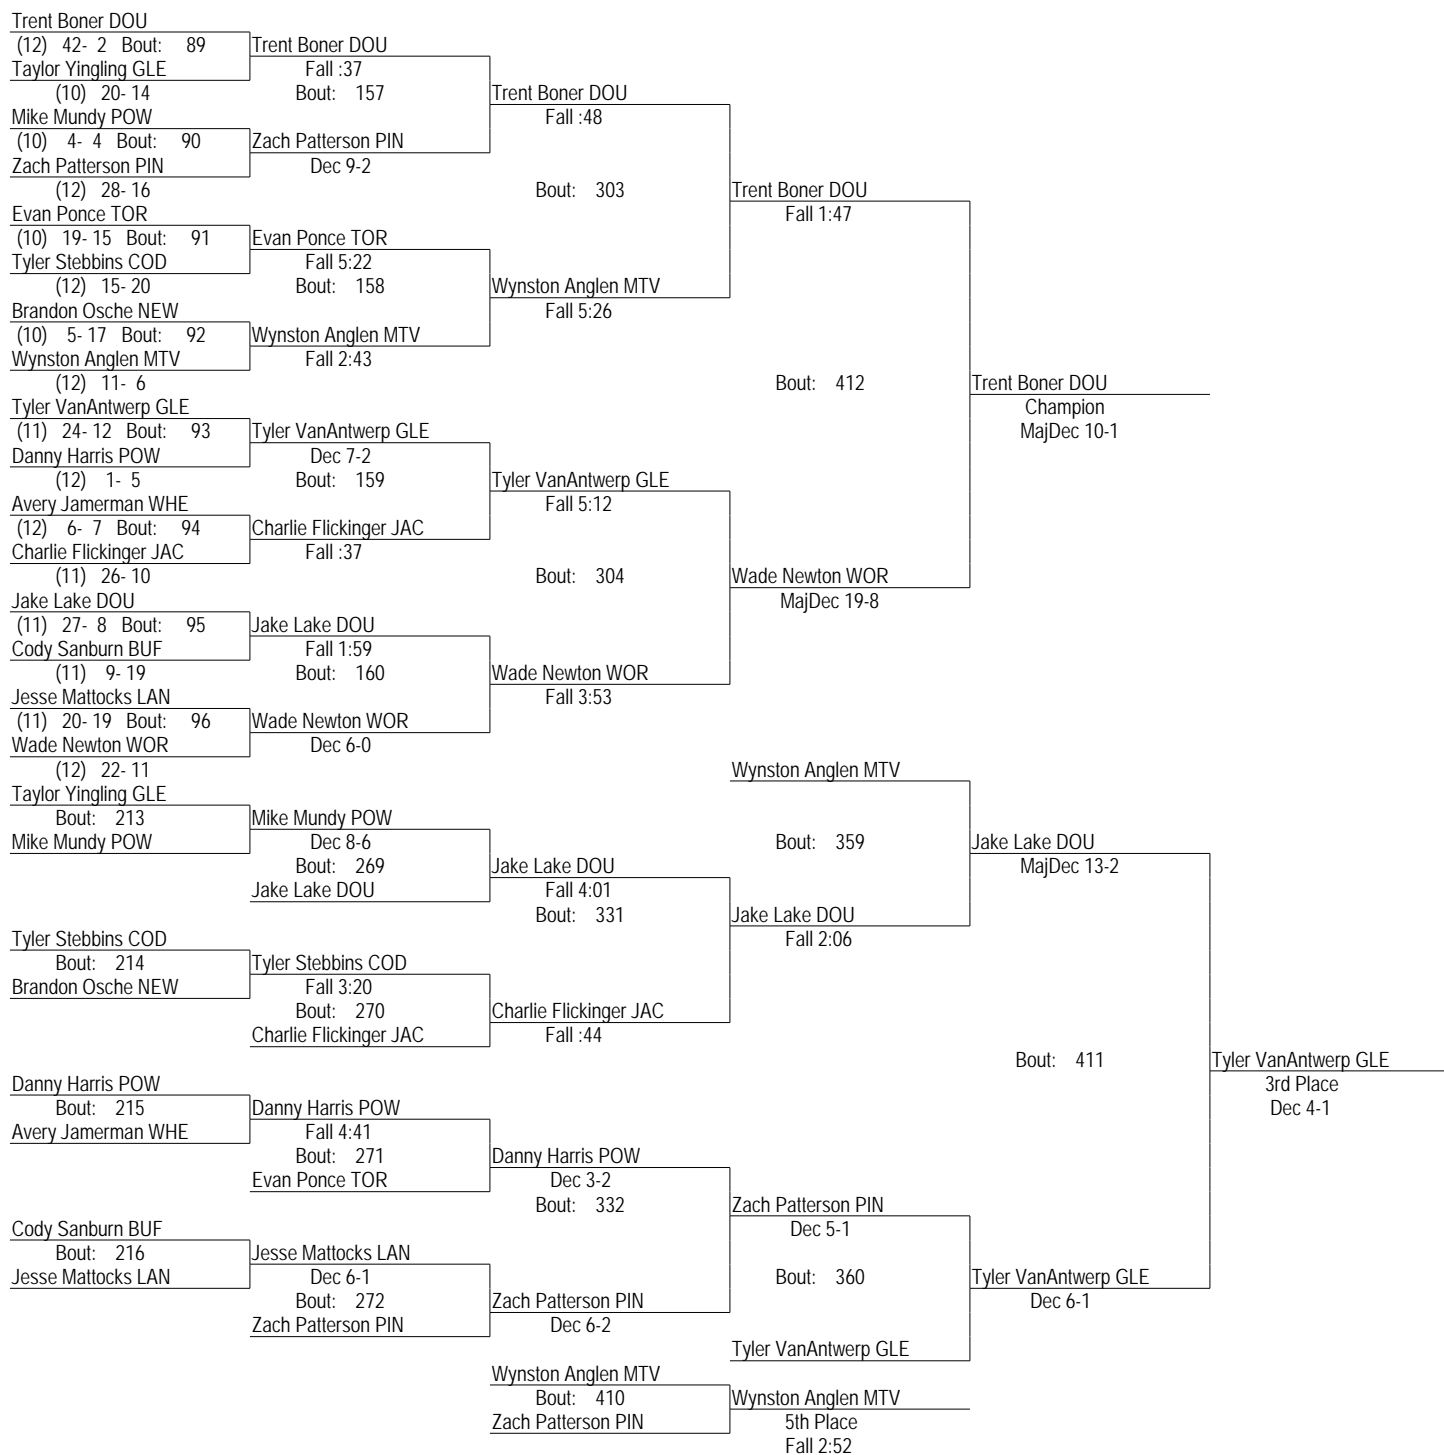 Trent Boner DOU
(12) 42- 2 Bout: 89
Trent Boner DOU
Taylor Yingling GLE
Fall :37
(10) 20- 14
Bout: 157
Trent Boner DOU
Mike Mundy POW
Fall :48
(10) 4- 4 Bout: 90
Zach Patterson PIN
Zach Patterson PIN
Dec 9-2
(12) 28- 16
Bout: 303
Trent Boner DOU
Evan Ponce TOR
Fall 1:47
(10) 19- 15 Bout: 91
Evan Ponce TOR
Tyler Stebbins COD
Fall 5:22
(12) 15- 20
Bout: 158
Wynston Anglen MTV
Brandon Osche NEW
Fall 5:26
(10) 5- 17 Bout: 92
Wynston Anglen MTV
Wynston Anglen MTV
Fall 2:43
(12) 11- 6
Bout: 412
Trent Boner DOU
Tyler VanAntwerp GLE
Champion
(11) 24- 12 Bout: 93
Tyler VanAntwerp GLE
MajDec 10-1
Danny Harris POW
Dec 7-2
(12) 1- 5
Bout: 159
Tyler VanAntwerp GLE
Avery Jamerman WHE
Fall 5:12
(12) 6- 7 Bout: 94
Charlie Flickinger JAC
Charlie Flickinger JAC
Fall :37
(11) 26- 10
Bout: 304
Wade Newton WOR
Jake Lake DOU
MajDec 19-8
(11) 27- 8 Bout: 95
Jake Lake DOU
Cody Sanburn BUF
Fall 1:59
(11) 9- 19
Bout: 160
Wade Newton WOR
Jesse Mattocks LAN
Fall 3:53
(11) 20- 19 Bout: 96
Wade Newton WOR
Wade Newton WOR
Dec 6-0
(12) 22- 11
Wynston Anglen MTV
Taylor Yingling GLE
Bout: 213
Mike Mundy POW
Mike Mundy POW
Dec 8-6
Bout: 359
Jake Lake DOU
Bout: 269
Jake Lake DOU
MajDec 13-2
Jake Lake DOU
Fall 4:01
Bout: 331
Jake Lake DOU
Tyler Stebbins COD
Fall 2:06
Bout: 214
Tyler Stebbins COD
Brandon Osche NEW
Fall 3:20
Bout: 270
Charlie Flickinger JAC
Charlie Flickinger JAC
Fall :44
Bout: 411
Tyler VanAntwerp GLE
Danny Harris POW
3rd Place
Bout: 215
Danny Harris POW
Dec 4-1
Avery Jamerman WHE
Fall 4:41
Bout: 271
Danny Harris POW
Evan Ponce TOR
Dec 3-2
Bout: 332
Zach Patterson PIN
Cody Sanburn BUF
Dec 5-1
Bout: 216
Jesse Mattocks LAN
Jesse Mattocks LAN
Dec 6-1
Bout: 360
Tyler VanAntwerp GLE
Bout: 272
Zach Patterson PIN
Dec 6-1
Zach Patterson PIN
Dec 6-2
Tyler VanAntwerp GLE
Wynston Anglen MTV
Bout: 410
Wynston Anglen MTV
Zach Patterson PIN
5th Place
Fall 2:52